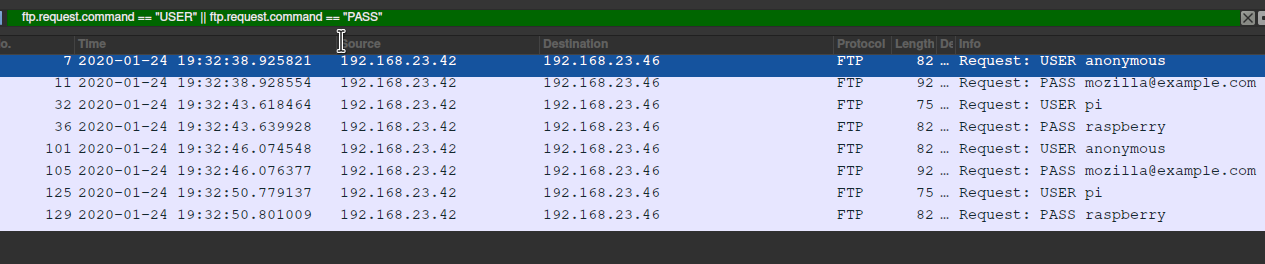 ftp.request.command == "USER" || ftp.request.command == "PASS"
o. Time Source Destination Protocol Length De Info
7 2020-01-24 19:32:38.925821 192.168.23.42 192.168.23.46 FTP 82 … Request: USER anonymous
11 2020-01-24 19:32:38.928554 192.168.23.42 192.168.23.46 FTP 92 … Request: PASS mozilla@example.com
32 2020-01-24 19:32:43.618464 192.168.23.42 192.168.23.46 FTP 75 … Request: USER pi
36 2020-01-24 19:32:43.639928 192.168.23.42 192.168.23.46 FTP 82 … Request: PASS raspberry
101 2020-01-24 19:32:46.074548 192.168.23.42 192.168.23.46 FTP 82 … Request: USER anonymous
105 2020-01-24 19:32:46.076377 192.168.23.42 192.168.23.46 FTP 92 … Request: PASS mozilla@example.com
125 2020-01-24 19:32:50.779137 192.168.23.42 192.168.23.46 FTP 75 … Request: USER pi
129 2020-01-24 19:32:50.801009 192.168.23.42 192.168.23.46 FTP 82 … Request: PASS raspberry